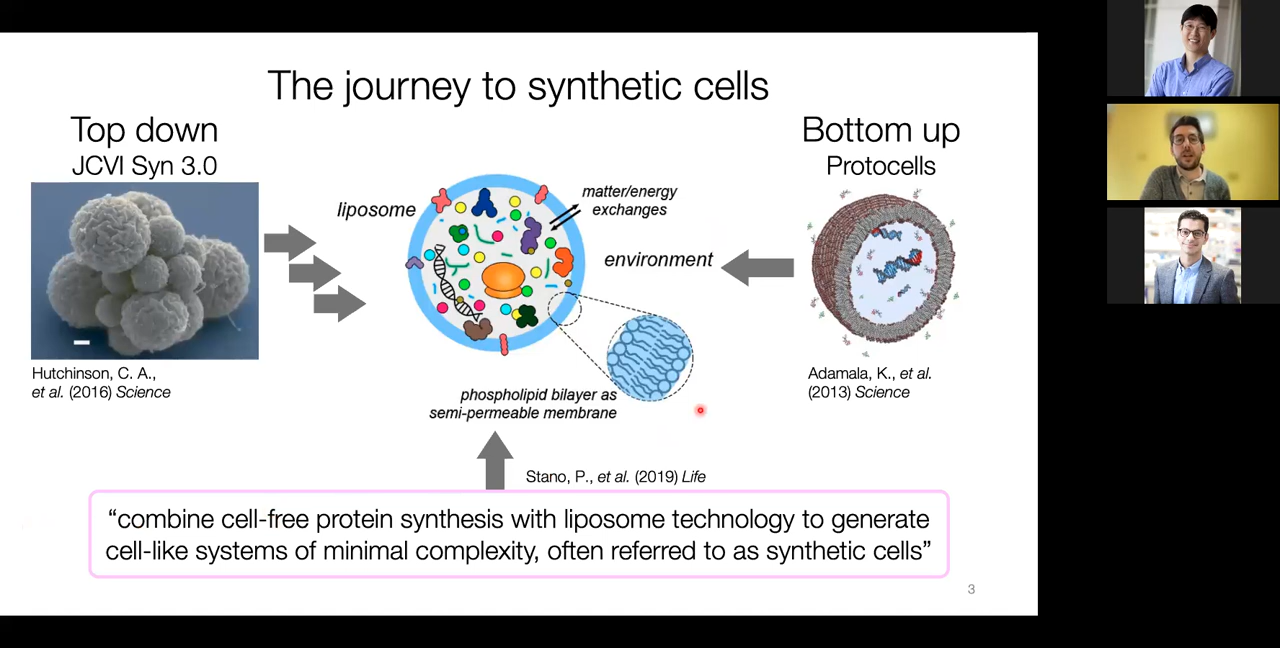 The journey to synthetic cells
Top down
JCVI Syn 3.0
Bottom up
Protocells
liposome
matter/energy
exchanges
environment
phospholipid bilayer as
semi-permeable membrane
Hutchinson, C. A.,
et al. (2016) Science
Adamala, K., et al.
(2013) Science
Stano, P., et al. (2019) Life
“combine cell-free protein synthesis with liposome technology to generate
cell-like systems of minimal complexity, often referred to as synthetic cells”
3